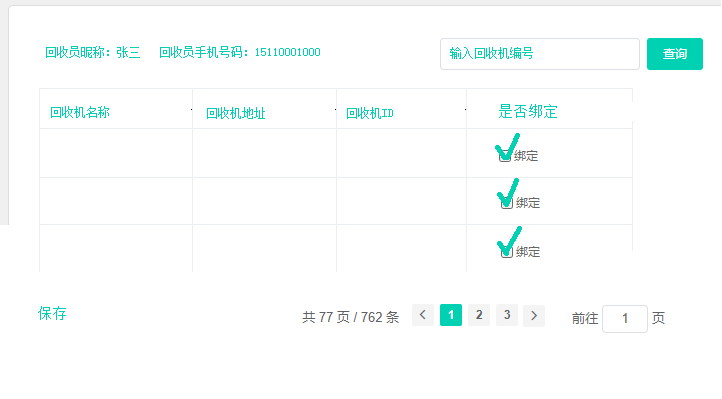 回收员昵称：张三 回收员手机号码：15110001000 输入回收机编号 查询
回收机名称 回收机地址 回收机ID 是否绑定
绑定
绑定
绑定
保存 共 77 页 / 762 条 1 2 3 前往 1 页